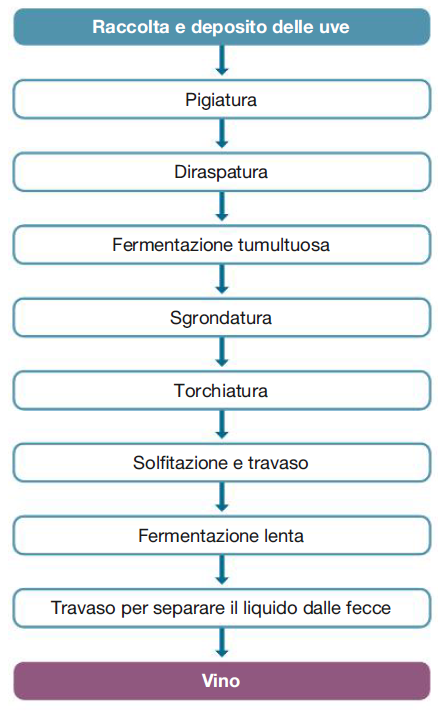 Raccolta e deposito delle uve
Pigiatura
Diraspatura
Fermentazione tumultuosa
Sgrondatura
Torchiatura
Solfitazione e travaso
Fermentazione lenta
Travaso per separare il liquido dalle fecce
Vino